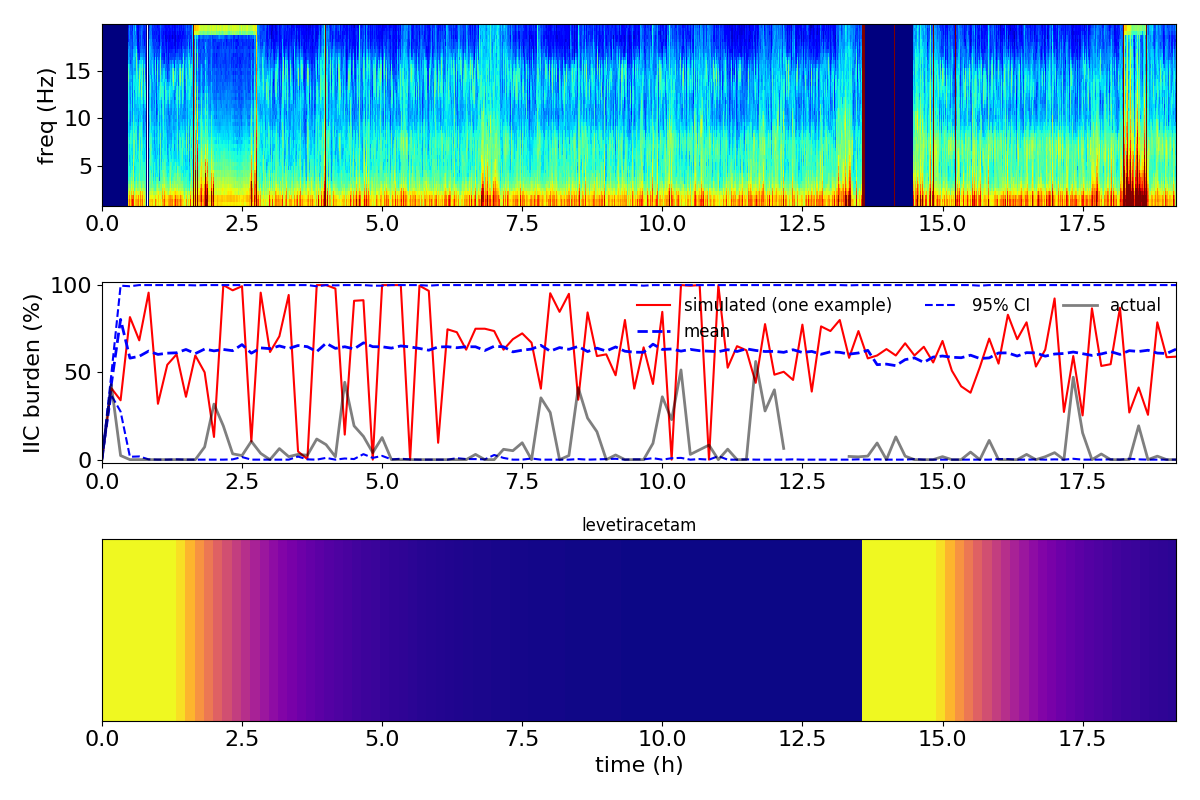 freq (Hz)
15
10
5
0.0 2.5 5.0 7.5 10.0 12.5 15.0 17.5
IIC burden (%)
100
50
0
simulated (one example) 95% CI actual
mean
0.0 2.5 5.0 7.5 10.0 12.5 15.0 17.5
levetiracetam
0.0 2.5 5.0 7.5 10.0 12.5 15.0 17.5
time (h)